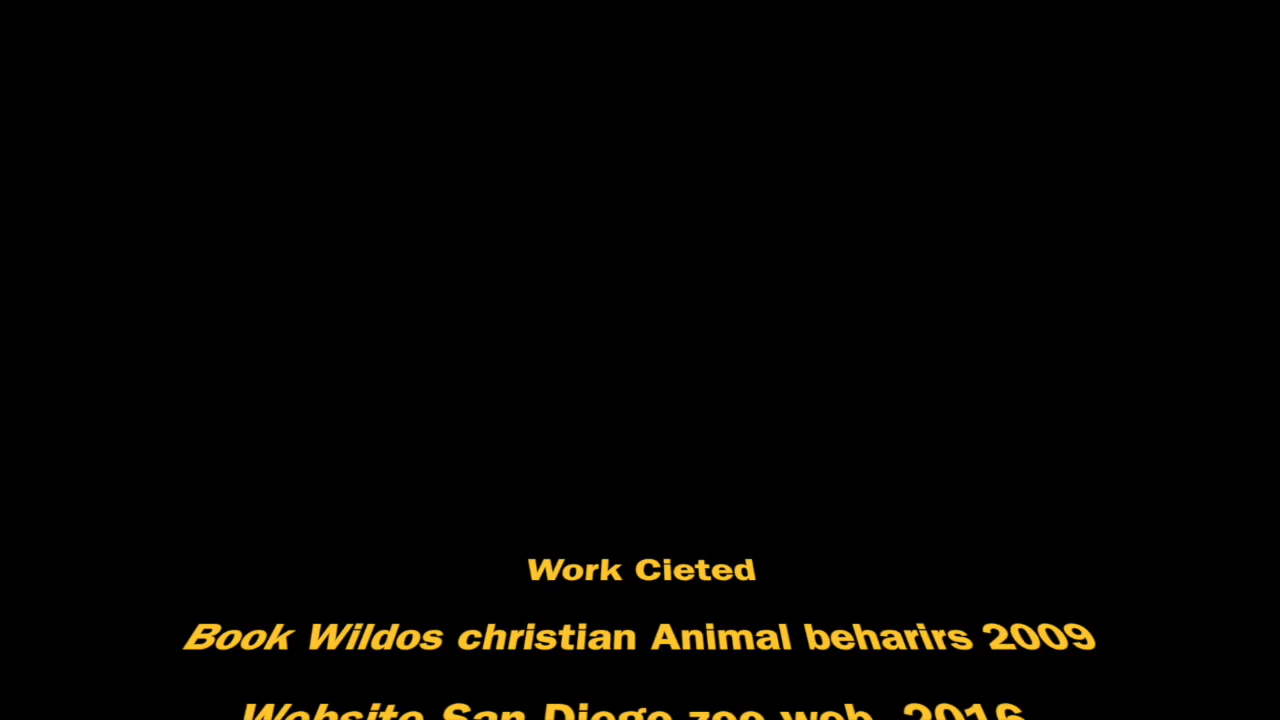 Work Cieted
Book Wildos christian Animal beharirs 2009
Website San Diego zoo web. 2016